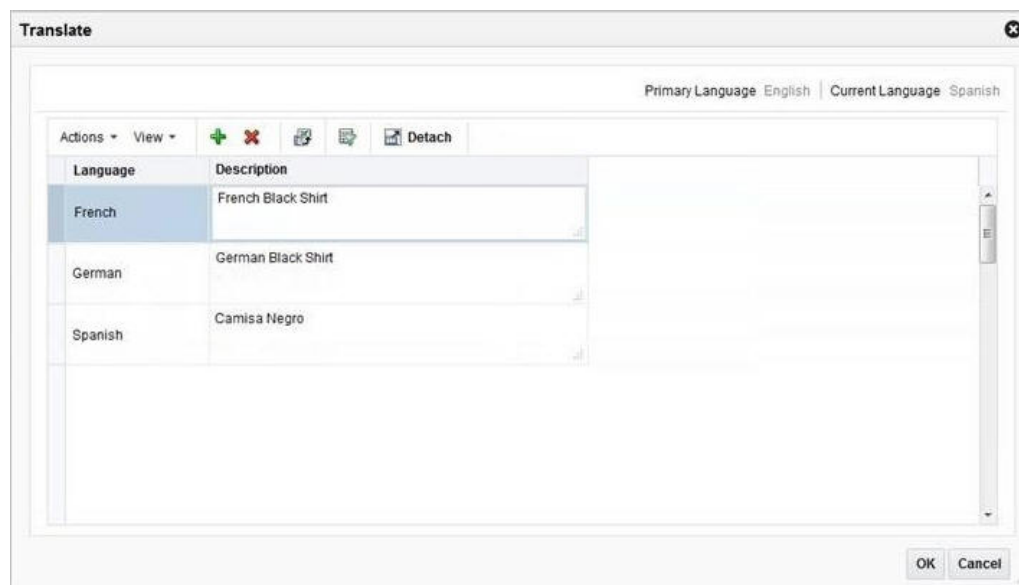 Translate
Primary Language English Current Language Spanish
Actions View Detach
Language Description
French French Black Shirt
German German Black Shirt
Spanish Camisa Negro
OK Cancel